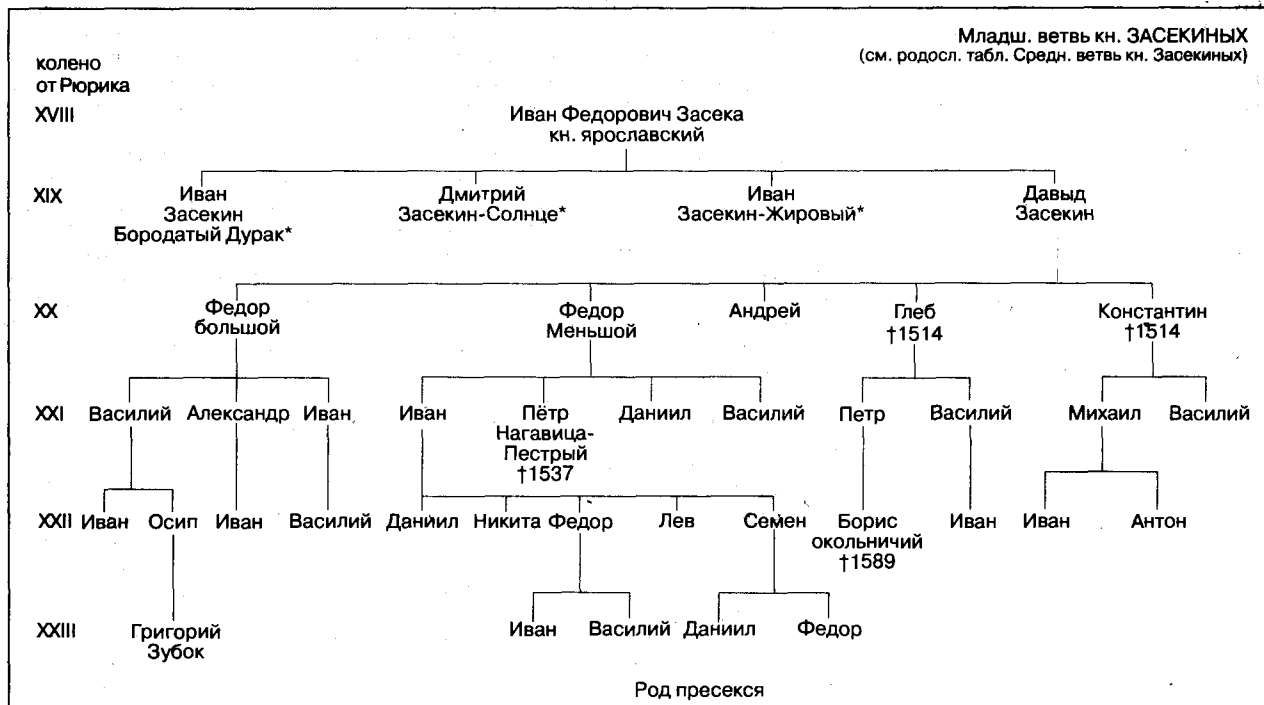 Младш. ветвь кн. ЗАСЕКИНЫХ
(см. родосл. табл. Средн. ветвь кн. Засекиных)
колено
от Рюрика
XVIII
Иван Федорович Засека
кн. ярославский
XIX
Иван
Засекин
Бородатый Дурак*
Дмитрий
Засекин-Солнце*
Иван
Засекин-Жировый*
Давыд
Засекин
XX
Федор
большой
Федор
Меньшой
Андрей
Глеб
†1514
Константин
†1514
XXI
Василий
Александр
Иван
Иван
Пётр
Нагавица-
Пестрый
†1537
Даниил
Василий
Петр
Василий
Михаил
Василий
XXII
Иван
Осип
Иван
Василий
Даниил
Никита
Федор
Лев
Семен
Борис
окольничий
†1589
Иван
Иван
Антон
XXIII
Григорий
Зубок
Иван
Василий
Даниил
Федор
Род пресекся